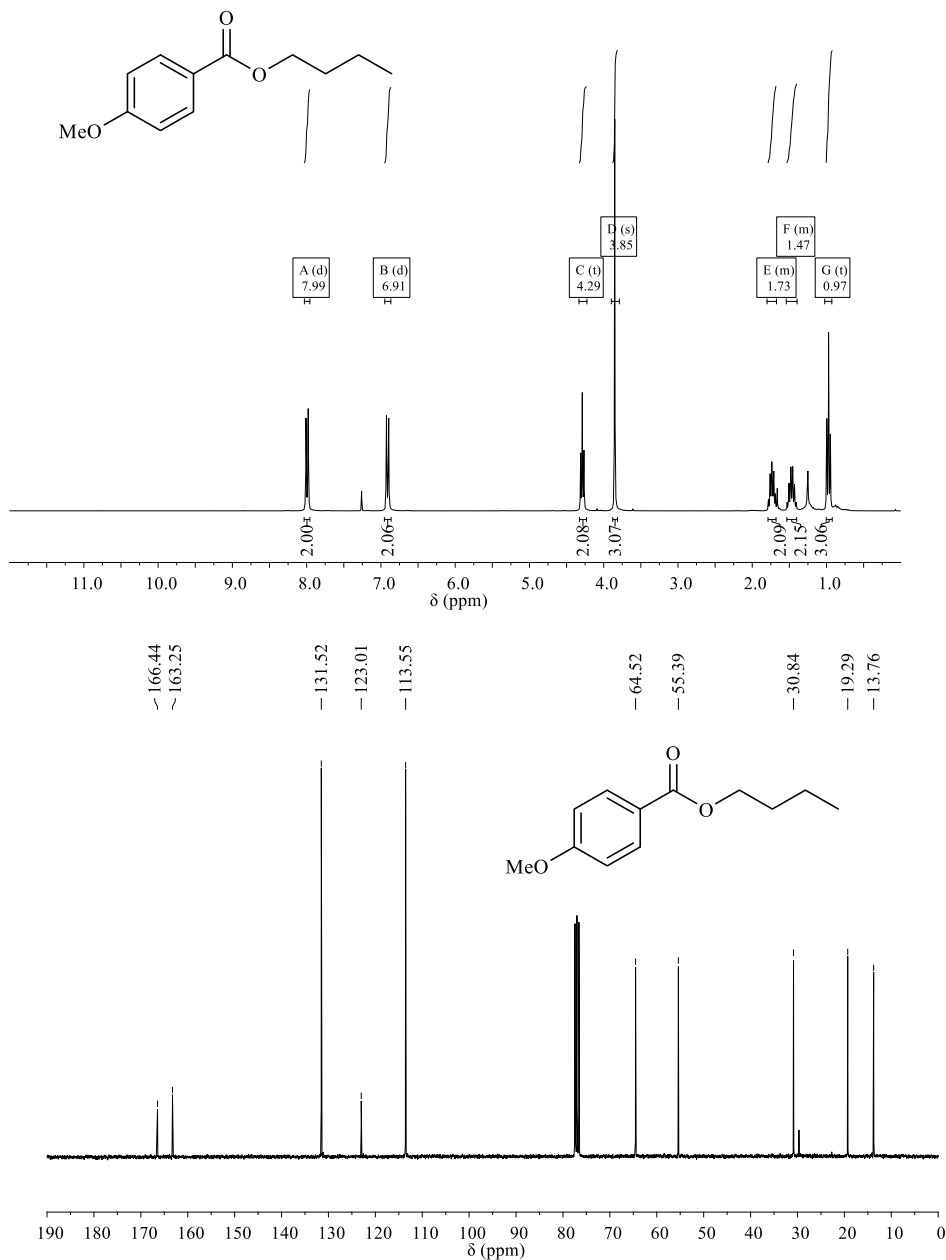 O
O
MeO
D (s)
3.85
F (m)
1.47
A (d)
7.99
B (d)
6.91
C (t)
4.29
E (m)
1.73
G (t)
0.97
2.00
2.06
2.08
3.07
2.09
2.15
3.06
11.0 10.0 9.0 8.0 7.0 6.0 5.0 4.0 3.0 2.0 1.0
δ (ppm)
166.44
163.25
131.52
123.01
113.55
64.52
55.39
30.84
19.29
13.76
O
O
MeO
190 180 170 160 150 140 130 120 110 100 90 80 70 60 50 40 30 20 10 0
δ (ppm)